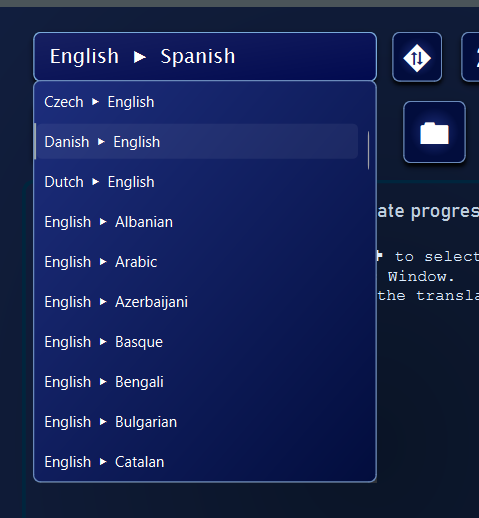 English ► Spanish
Czech ► English
Danish ► English
Dutch ► English
English ► Albanian
English ► Arabic
English ► Azerbaijani
English ► Basque
English ► Bengali
English ► Bulgarian
English ► Catalan
ate progres
to select
Window.
the transla